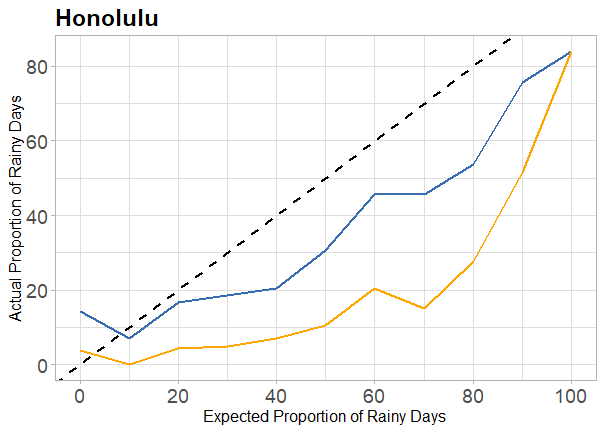 Honolulu
Actual Proportion of Rainy Days
80
60
40
20
0
0 20 40 60 80 100
Expected Proportion of Rainy Days